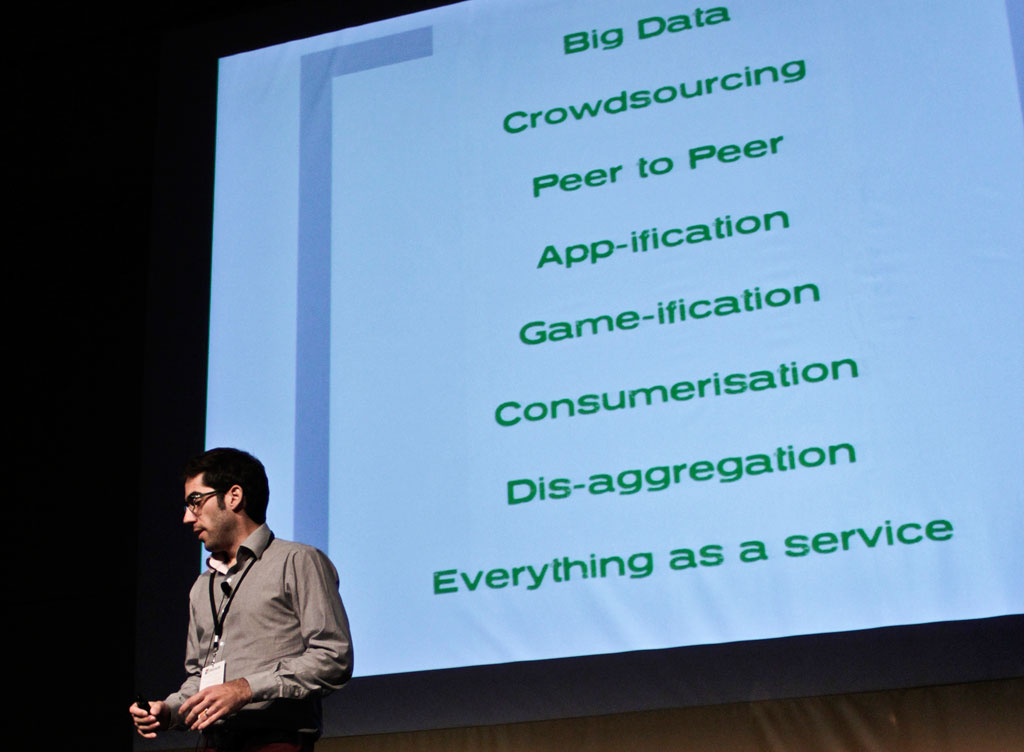 Big Data
Crowdsourcing
Peer to Peer
App-ification
Game-ification
Consumerisation
Dis-aggregation
Everything as a service